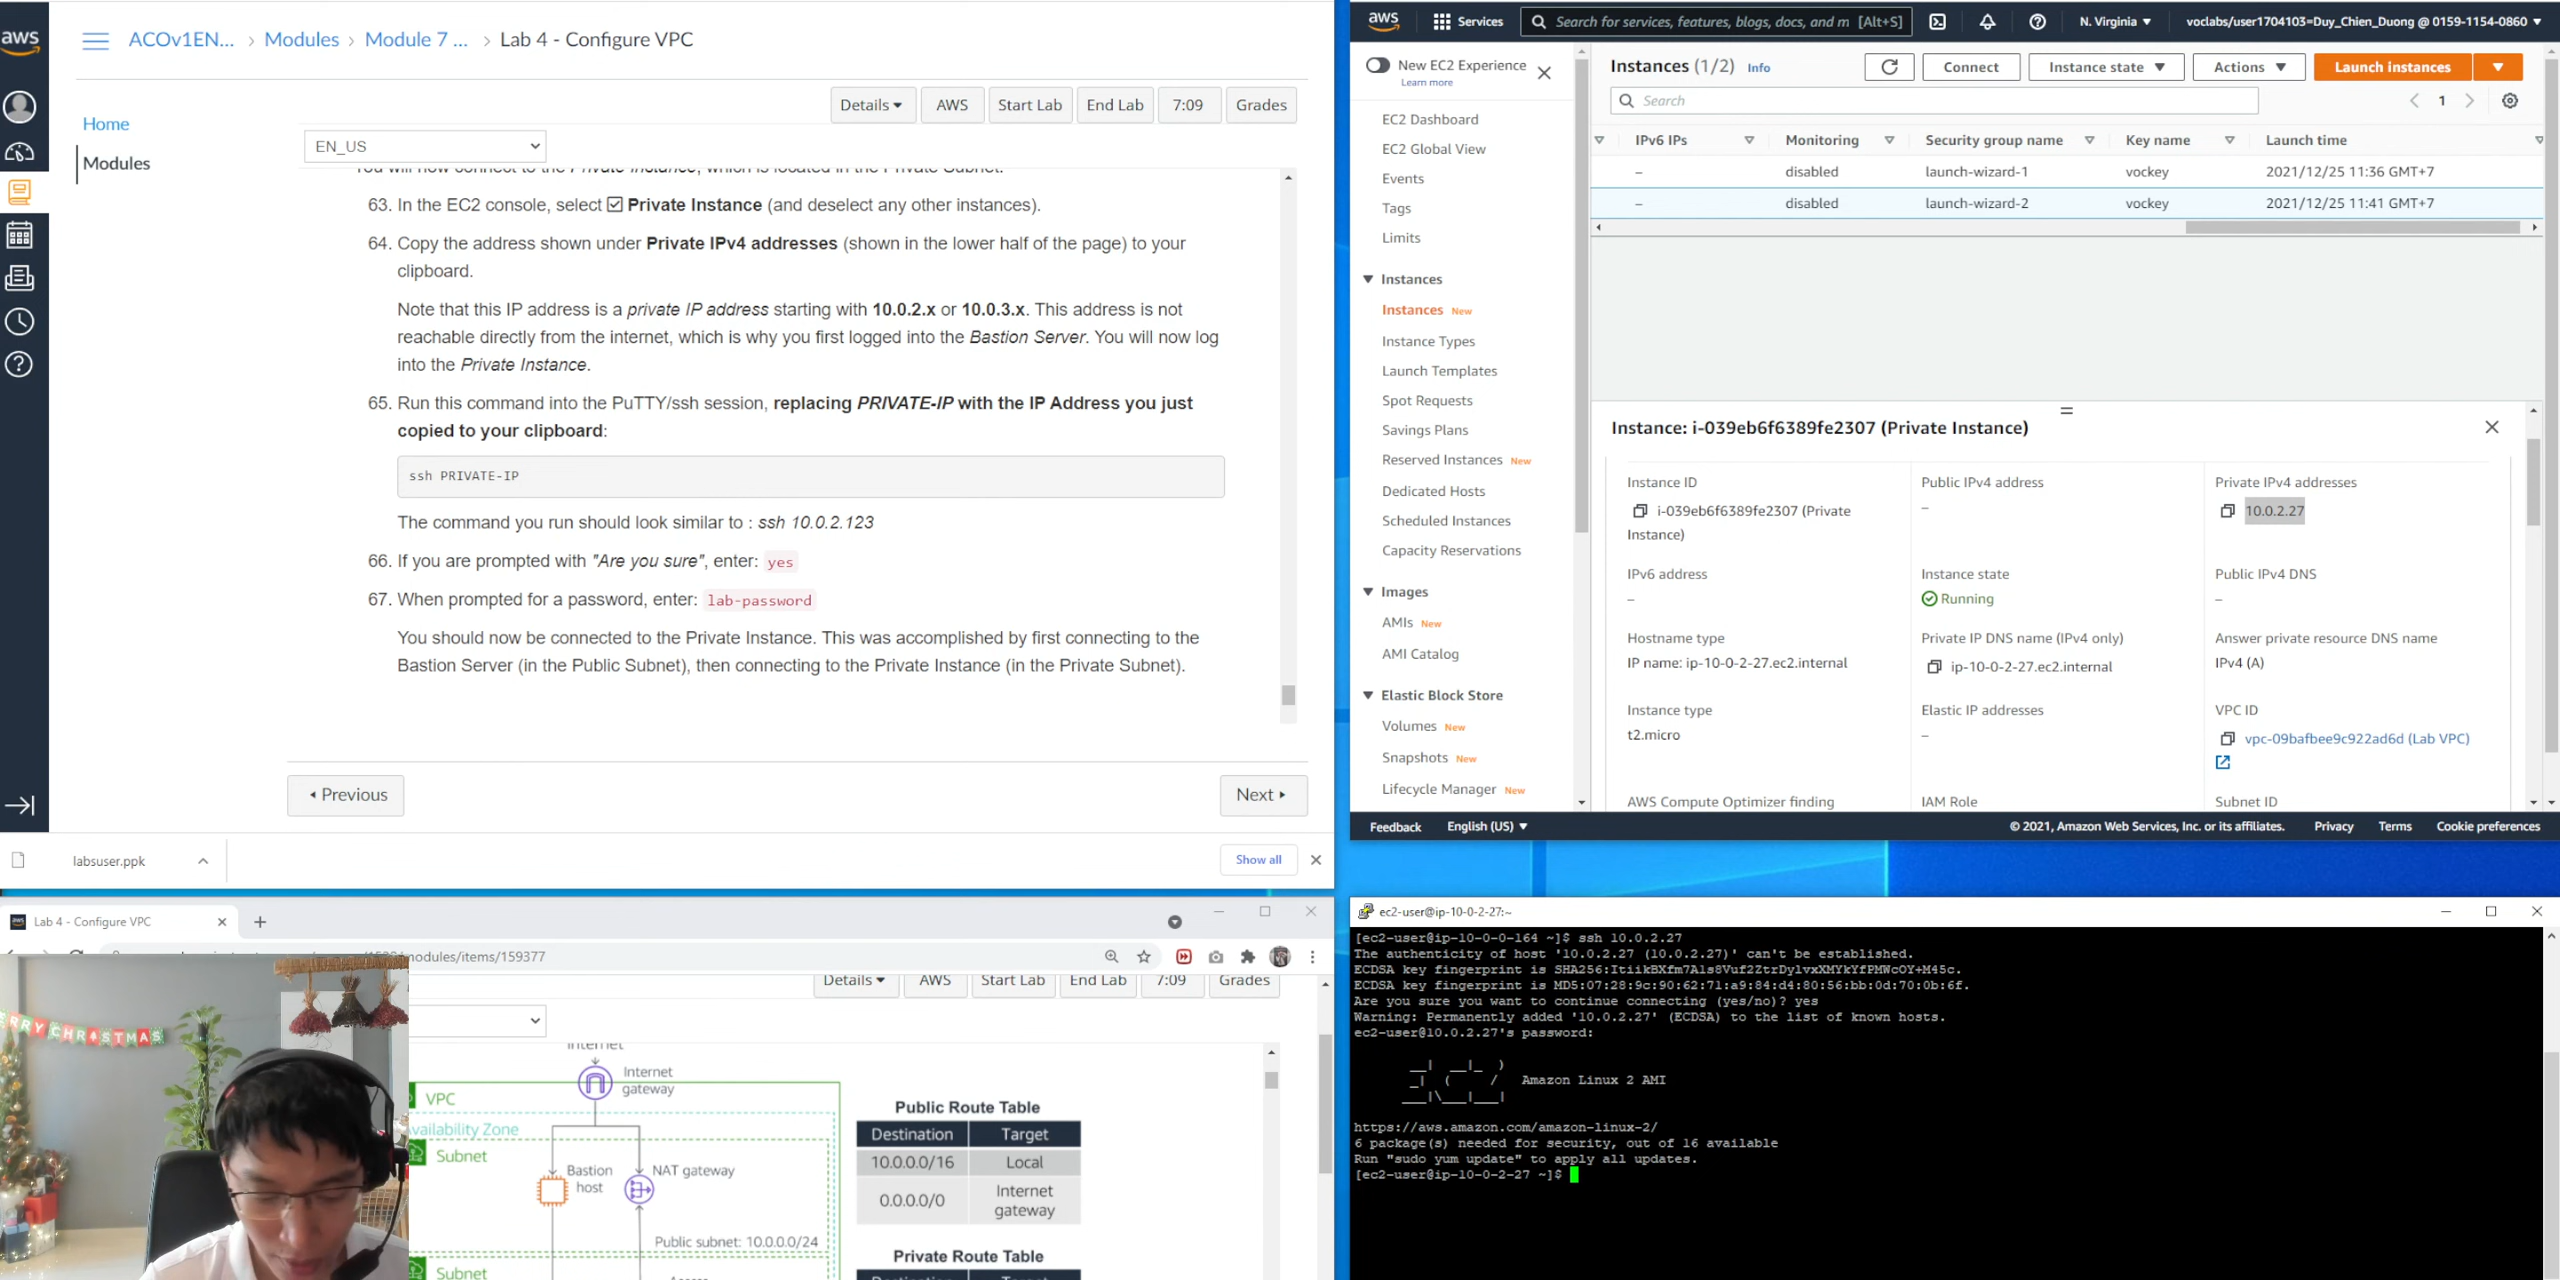 aws
ACOv1EN... > Modules > Module 7 ... > Lab 4 - Configure VPC
Home
Modules
Details AWS Start Lab End Lab 7:09 Grades
EN_US
You will now connect to the Private Instance, which is located in the Private Subnet.
63. In the EC2 console, select Private Instance (and deselect any other instances).
64. Copy the address shown under Private IPv4 addresses (shown in the lower half of the page) to your
clipboard.
Note that this IP address is a private IP address starting with 10.0.2.x or 10.0.3.x. This address is not
reachable directly from the internet, which is why you first logged into the Bastion Server. You will now log
into the Private Instance.
65. Run this command into the PuTTY/ssh session, replacing PRIVATE-IP with the IP Address you just
copied to your clipboard:
ssh PRIVATE-IP
The command you run should look similar to : ssh 10.0.2.123
66. If you are prompted with "Are you sure", enter: yes
67. When prompted for a password, enter: lab-password
You should now be connected to the Private Instance. This was accomplished by first connecting to the
Bastion Server (in the Public Subnet), then connecting to the Private Instance (in the Private Subnet).
Previous
Next
labsuser.ppk
Show all
aws Services Search for services, features, blogs, docs, and m [Alt+S] N. Virginia voclabs/user1704103=Duy_Chien_Duong @ 0159-1154-0860
New EC2 Experience
Learn more
EC2 Dashboard
EC2 Global View
Events
Tags
Limits
Instances
Instances New
Instance Types
Launch Templates
Spot Requests
Savings Plans
Reserved Instances New
Dedicated Hosts
Scheduled Instances
Capacity Reservations
Images
AMIs New
AMI Catalog
Elastic Block Store
Volumes New
Snapshots New
Lifecycle Manager New
Instances (1/2) Info
Connect Instance state Actions Launch instances
Search
1
IPv6 IPs Monitoring Security group name Key name Launch time
– disabled launch-wizard-1 vockey 2021/12/25 11:36 GMT+7
– disabled launch-wizard-2 vockey 2021/12/25 11:41 GMT+7
Instance: i-039eb6f6389fe2307 (Private Instance)
Instance ID
i-039eb6f6389fe2307 (Private
Instance)
Public IPv4 address
–
Private IPv4 addresses
10.0.2.27
IPv6 address
–
Instance state
Running
Public IPv4 DNS
–
Hostname type
IP name: ip-10-0-2-27.ec2.internal
Private IP DNS name (IPv4 only)
ip-10-0-2-27.ec2.internal
Answer private resource DNS name
IPv4 (A)
Instance type
t2.micro
Elastic IP addresses
–
VPC ID
vpc-09bafbee9c922ad6d (Lab VPC)
AWS Compute Optimizer finding
IAM Role
Subnet ID
Feedback English (US) © 2021, Amazon Web Services, Inc. or its affiliates. Privacy Terms Cookie preferences
Lab 4 - Configure VPC
modules/items/159377
Details AWS Start Lab End Lab 7:09 Grades
Internet
Internet
gateway
VPC
Availability Zone
Subnet
Bastion
host
NAT gateway
Public subnet: 10.0.0.0/24
Subnet
Public Route Table
Destination Target
10.0.0.0/16 Local
0.0.0.0/0 Internet
gateway
Private Route Table
Destination Target
ERRY CHRASTMAS
ec2-user@ip-10-0-2-27:~
[ec2-user@ip-10-0-0-164 ~]$ ssh 10.0.2.27
The authenticity of host '10.0.2.27 (10.0.2.27)' can't be established.
ECDSA key fingerprint is SHA256:ItiikBXfm7A1s8Vuf2ZtrDylvxXMYkYfPMWcOY+M45c.
ECDSA key fingerprint is MD5:07:28:9c:90:62:71:a9:84:d4:80:56:bb:0d:70:0b:6f.
Are you sure you want to continue connecting (yes/no)? yes
Warning: Permanently added '10.0.2.27' (ECDSA) to the list of known hosts.
ec2-user@10.0.2.27's password:
Amazon Linux 2 AMI
https://aws.amazon.com/amazon-linux-2/
6 package(s) needed for security, out of 16 available
Run "sudo yum update" to apply all updates.
[ec2-user@ip-10-0-2-27 ~]$